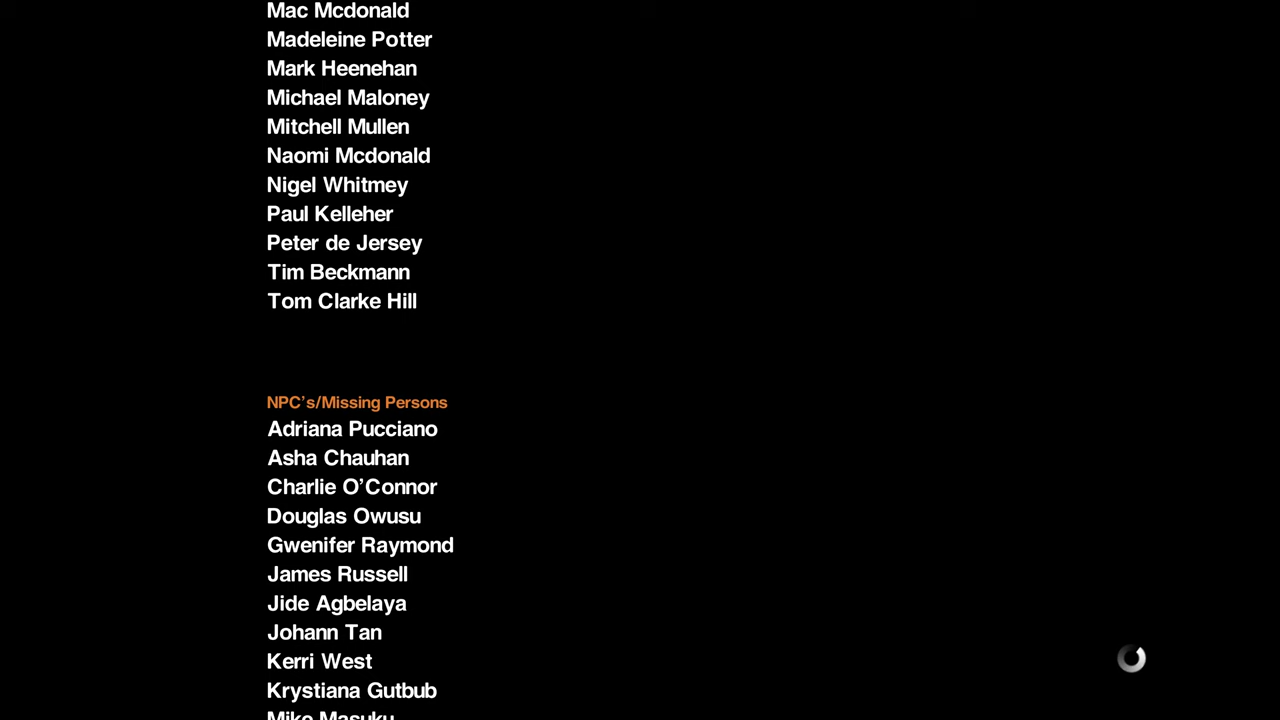 Mac Mcdonald
Madeleine Potter
Mark Heenehan
Michael Maloney
Mitchell Mullen
Naomi Mcdonald
Nigel Whitmey
Paul Kelleher
Peter de Jersey
Tim Beckmann
Tom Clarke Hill
NPC’s/Missing Persons
Adriana Pucciano
Asha Chauhan
Charlie O’Connor
Douglas Owusu
Gwenifer Raymond
James Russell
Jide Agbelaya
Johann Tan
Kerri West
Krystiana Gutbub
Mike Masuku